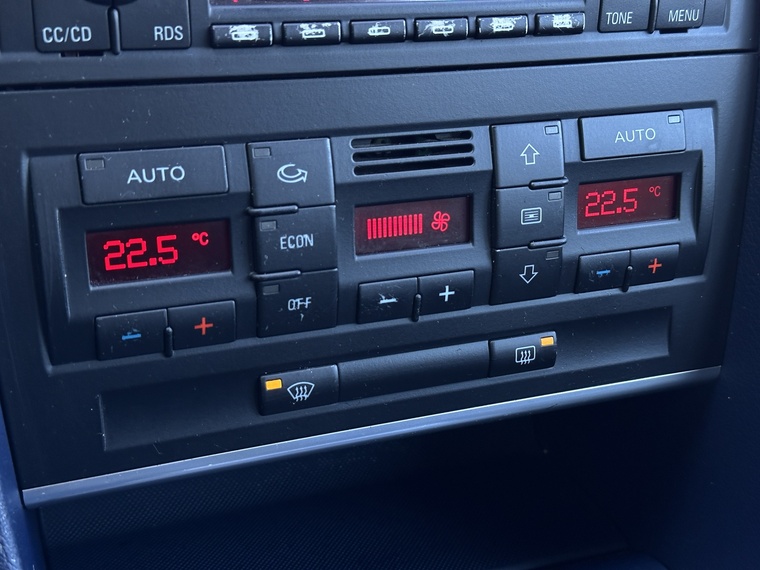 CC/CD
RDS
TONE
MENU
AUTO
AUTO
22.5 °C
ECON
22.5 °C
OFF